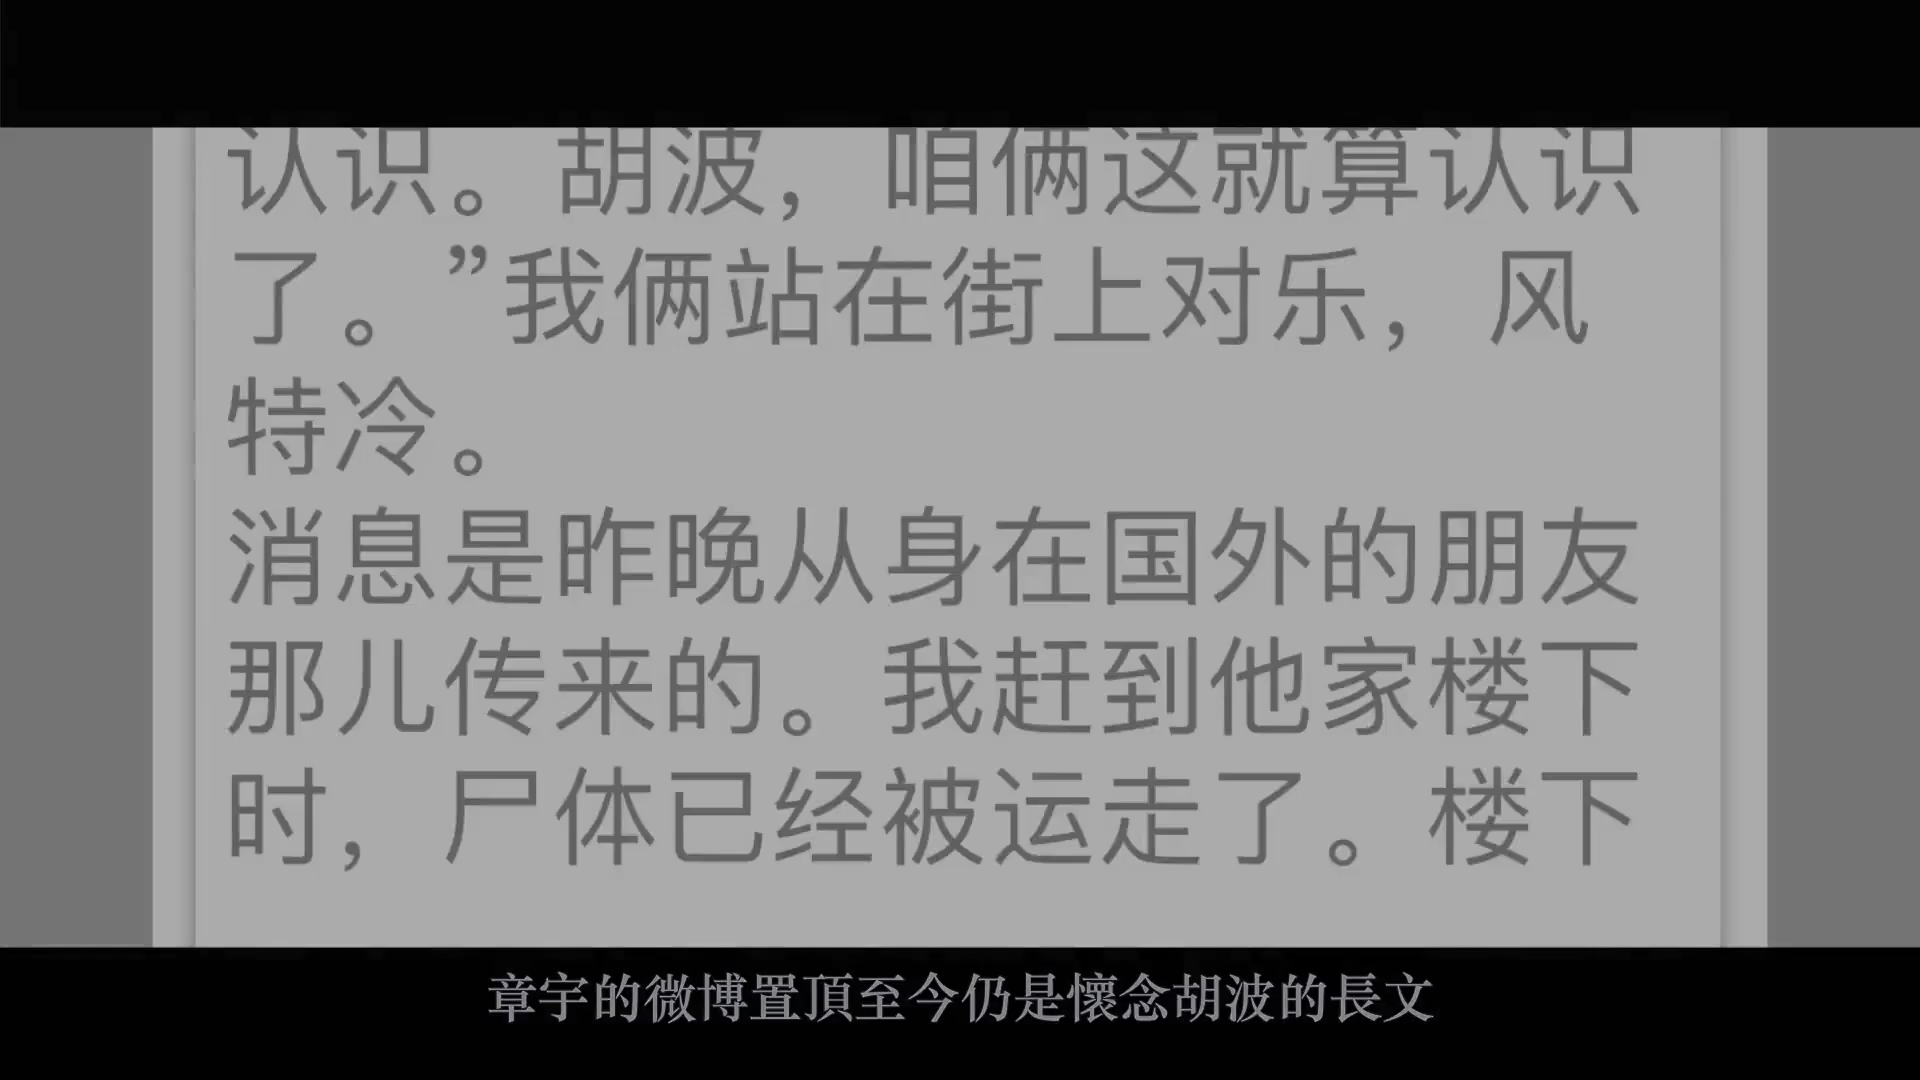 认识。胡波，咱俩这就算认识
了。”我俩站在街上对乐，风
特冷。
消息是昨晚从身在国外的朋友
那儿传来的。我赶到他家楼下
时，尸体已经被运走了。楼下
章宇的微博置頂至今仍是懷念胡波的長文